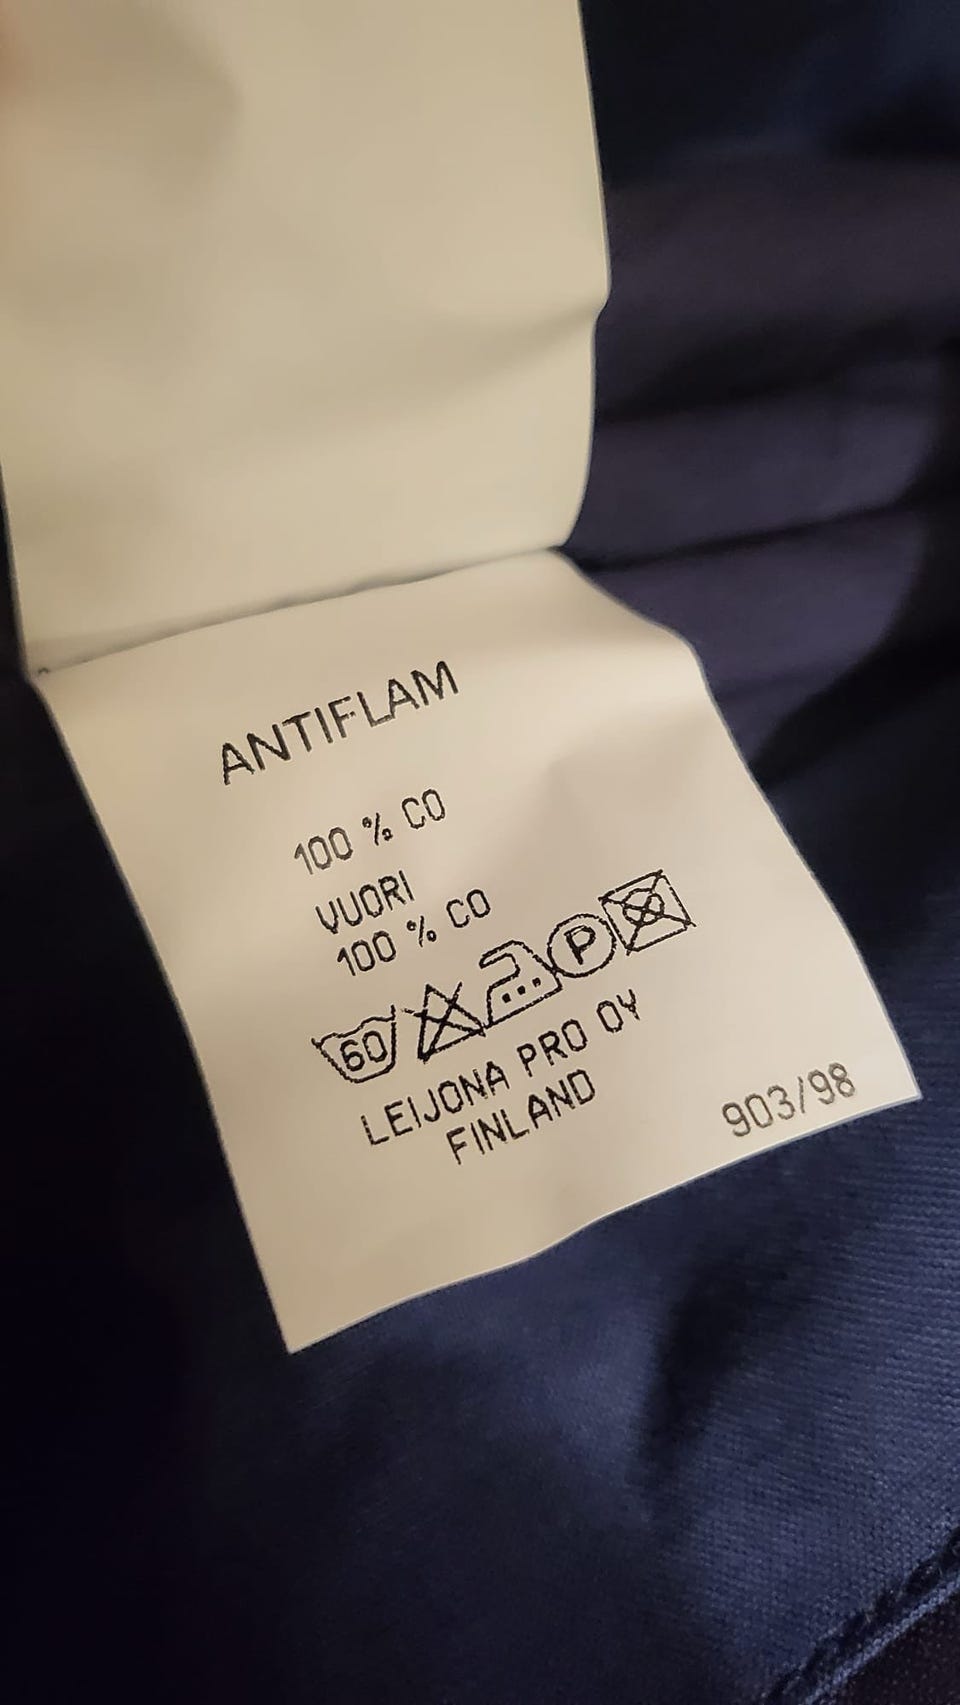 ANTIFLAM
100 % CO
VUORI
100 % CO
60 P
LEIJONA PRO OY
FINLAND
903/98